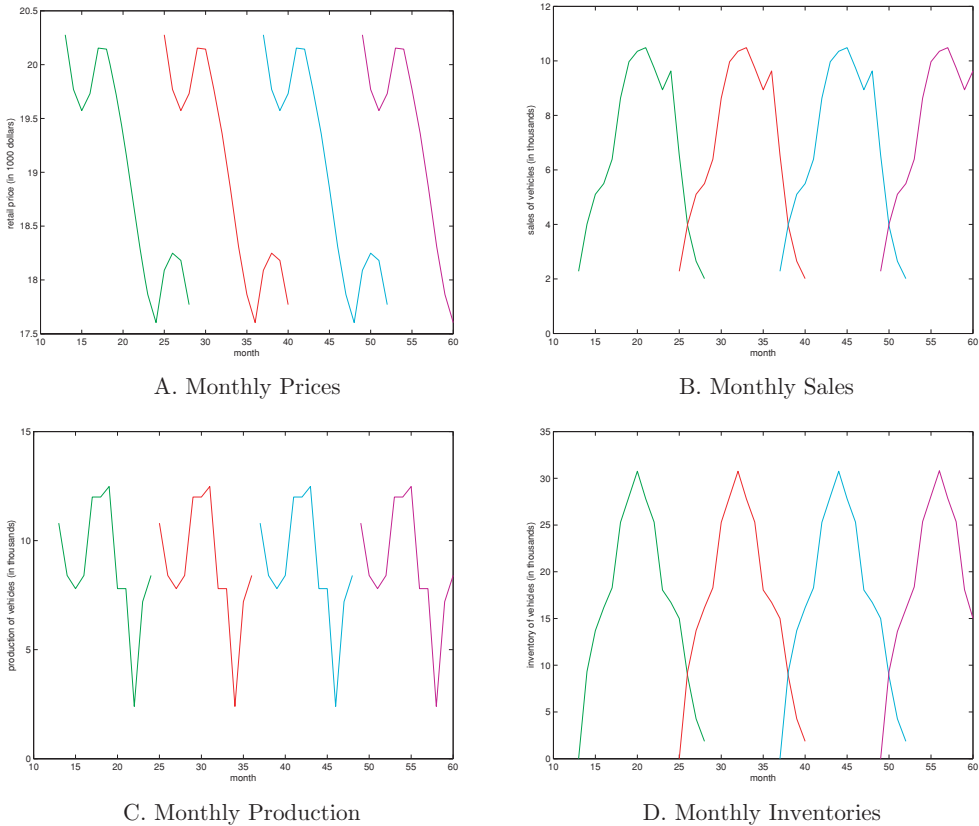 20.5
20
19.5
19
18.5
18
17.5
retail price (in 1000 dollars)
10 15 20 25 30 35 40 45 50 55 60
month
A. Monthly Prices
12
10
8
6
4
2
0
sales of vehicles (in thousands)
10 15 20 25 30 35 40 45 50 55 60
month
B. Monthly Sales
15
10
5
0
production of vehicles (in thousands)
10 15 20 25 30 35 40 45 50 55 60
month
C. Monthly Production
35
30
25
20
15
10
5
0
inventory of vehicles (in thousands)
10 15 20 25 30 35 40 45 50 55 60
month
D. Monthly Inventories